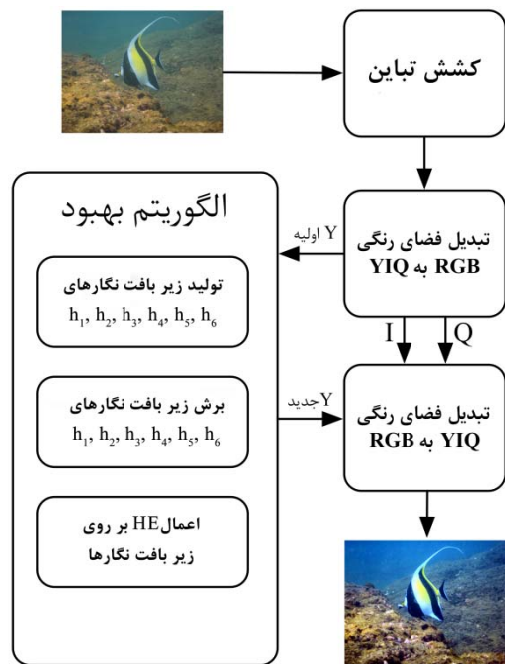 کشش تباین
تبدیل فضای رنگی
RGB به YIQ
Y اولیه
الگوریتم بهبود
تولید زیر بافت نگارهای
h₁, h₂, h₃, h₄, h₅, h₆
برش زیر بافت نگارهای
h₁, h₂, h₃, h₄, h₅, h₆
اعمال HE بر روی
زیر بافت نگارها
I
Q
Yجدید
تبدیل فضای رنگی
YIQ به RGB